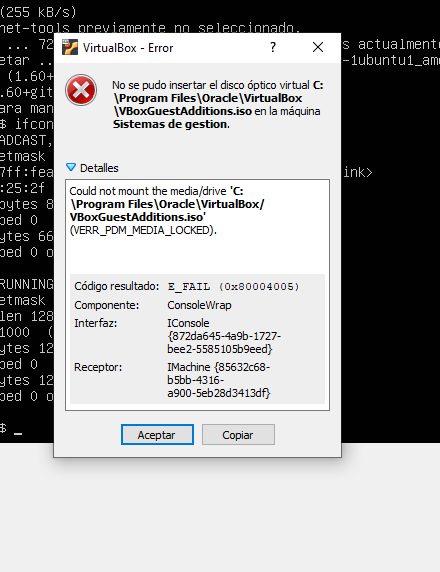 (255 kB/s)
net-tools previamente no seleccionado.
VirtualBox - Error
?
... 72
s actualmente
etar ..
-1ubuntu1_amd
(1.60+
.60+git
ara man
$ ifcon
No se pudo insertar el disco óptico virtual C:
\Program Files\Oracle\VirtualBox
\VBoxGuestAdditions.iso en la máquina
Sistemas de gestion.
ADCAST,
etmask
7ff:fea
ink>
:25:2f
ytes 8
ped 0
ytes 66
ped 0 o
Detalles
Could not mount the media/drive 'C:
\Program Files\Oracle\VirtualBox/
VBoxGuestAdditions.iso'
(VERR_PDM_MEDIA_LOCKED).
RUNNING
etmask
len 128
1000 (
ytes 12
ped 0
ytes 12
ped 0 o
Código resultado: E_FAIL (0x80004005)
Componente: ConsoleWrap
Interfaz: IConsole
{872da645-4a9b-1727-
bee2-5585105b9eed}
Receptor: IMachine {85632c68-
b5bb-4316-
a900-5eb28d3413df}
Aceptar
Copiar
$ _